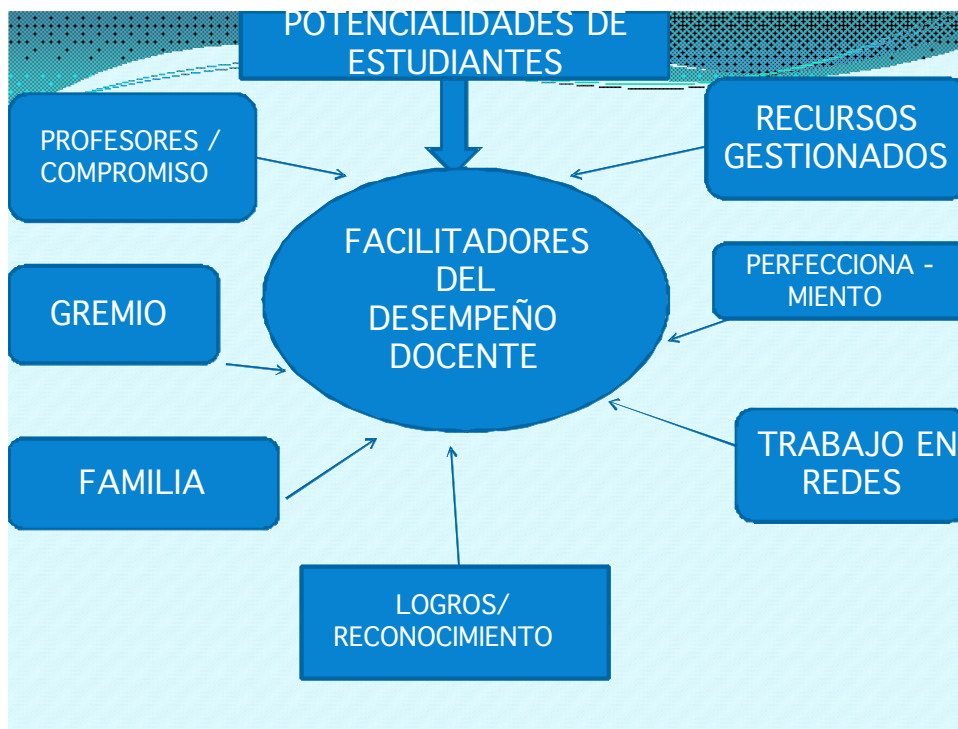 POTENCIALIDADES DE
ESTUDIANTES
PROFESORES /
COMPROMISO
RECURSOS
GESTIONADOS
FACILITADORES
DEL
DESEMPEÑO
DOCENTE
PERFECCIONA -
MIENTO
GREMIO
TRABAJO EN
REDES
FAMILIA
LOGROS/
RECONOCIMIENTO